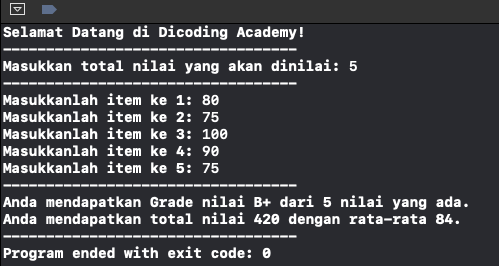 Selamat Datang di Dicoding Academy!
----------------------------------
Masukkan total nilai yang akan dinilai: 5
----------------------------------
Masukkanlah item ke 1: 80
Masukkanlah item ke 2: 75
Masukkanlah item ke 3: 100
Masukkanlah item ke 4: 90
Masukkanlah item ke 5: 75
----------------------------------
Anda mendapatkan Grade nilai B+ dari 5 nilai yang ada.
Anda mendapatkan total nilai 420 dengan rata-rata 84.
----------------------------------
Program ended with exit code: 0